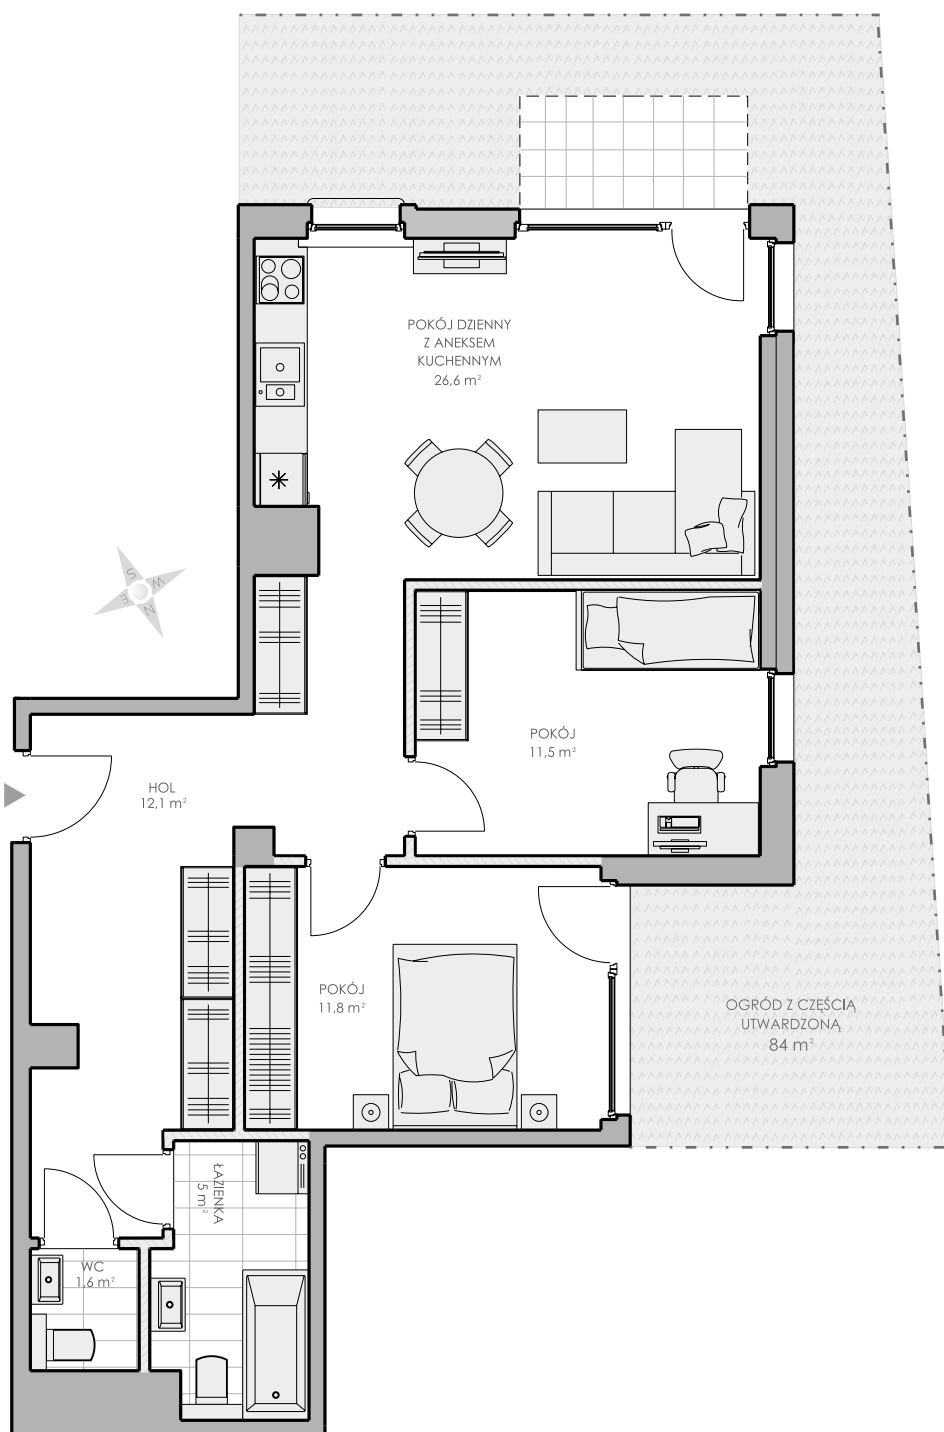 POKÓJ DZIENNY
Z ANEKSEM
KUCHENNYM
26,6 m²
S
W
E
N
POKÓJ
11,5 m²
HOL
12,1 m²
POKÓJ
11,8 m²
OGRÓD Z CZĘŚCIĄ
UTWARDZONĄ
84 m²
ŁAZIENKA
5 m²
WC
1,6 m²